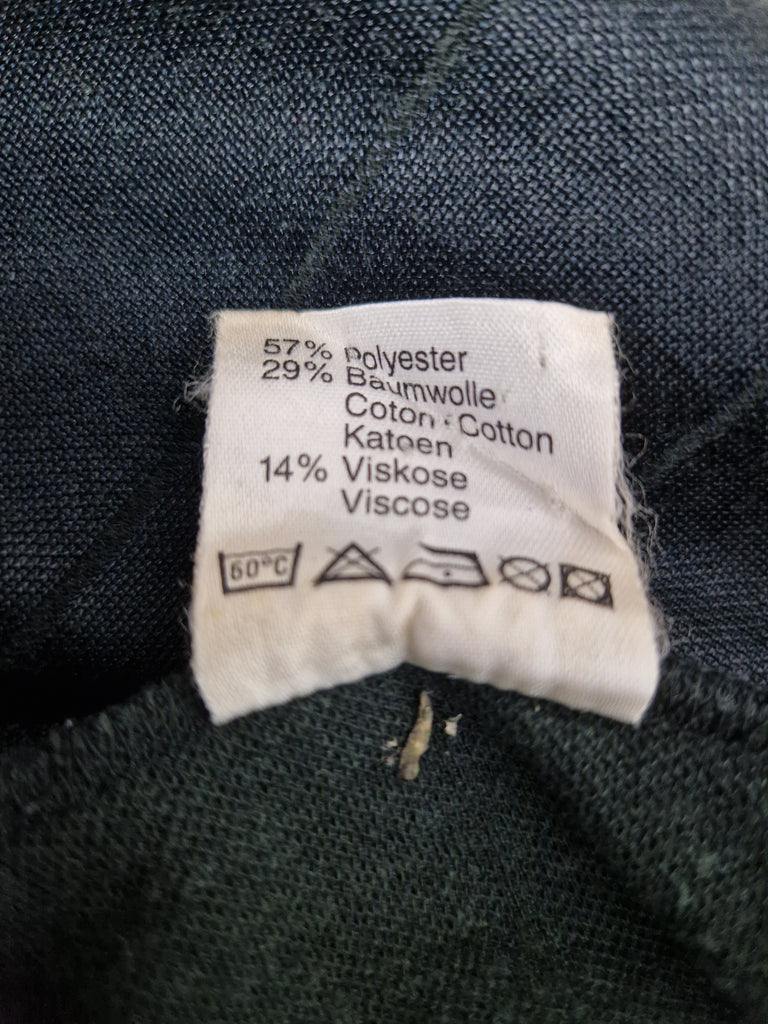 57% Polyester
29% Baumwolle
Coton · Cotton
Katoen
14% Viskose
Viscose
60°C